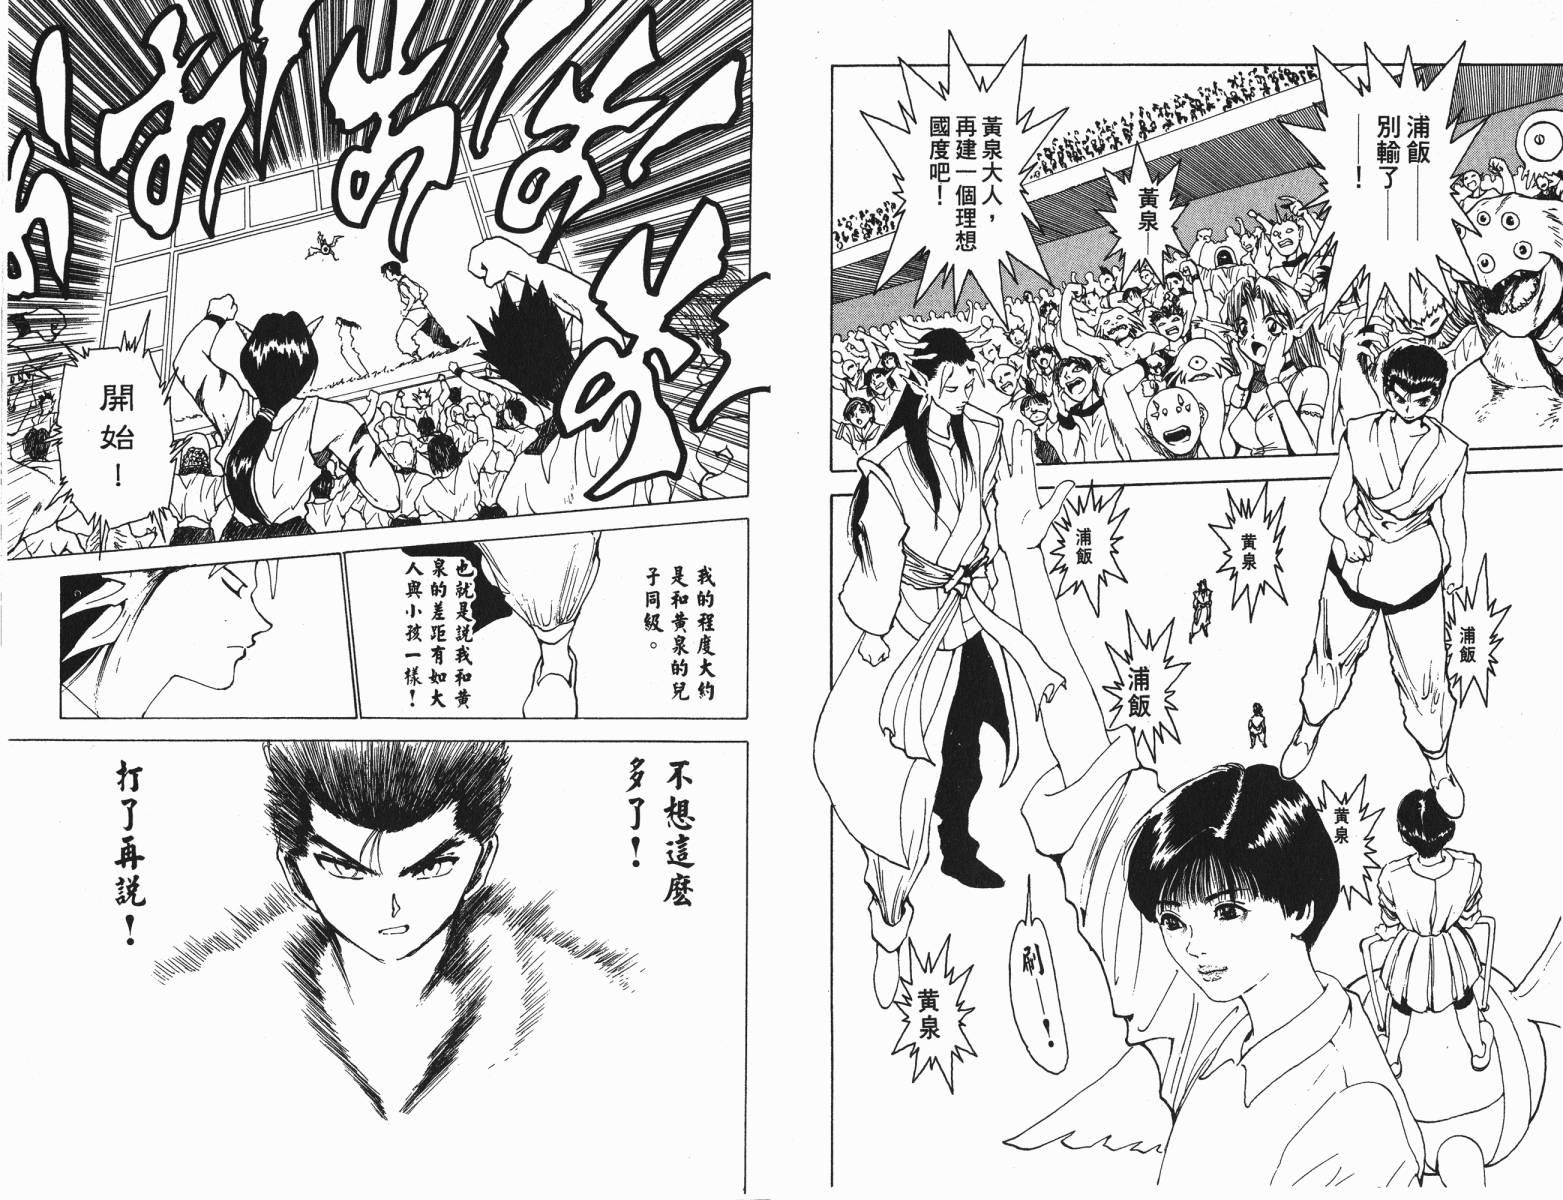 浦飯
別輸了——
——！
黃泉——
黃泉大人，
再建一個理想
國度吧！
浦飯
黃泉
浦飯
浦飯
黃泉
刷——！
黃泉
開
始
！
我的程度大約
是和黃泉的兒
子同級。
也就是說我和黃
泉的差距有如大
人與小孩一樣！
不想這麼
多了！
打了再說！